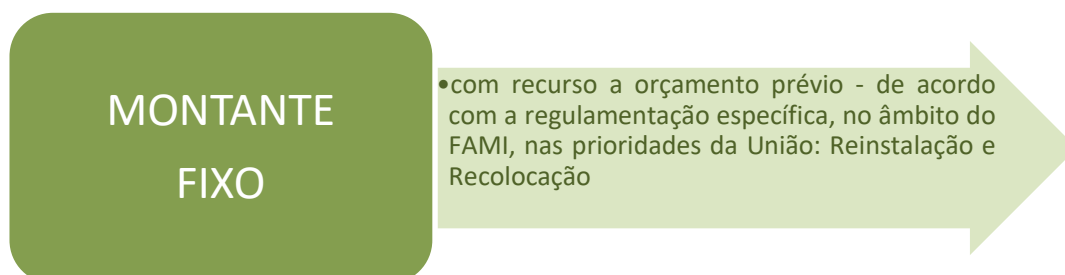 MONTANTE
FIXO
•com recurso a orçamento prévio - de acordo
com a regulamentação específica, no âmbito do
FAMI, nas prioridades da União: Reinstalação e
Recolocação